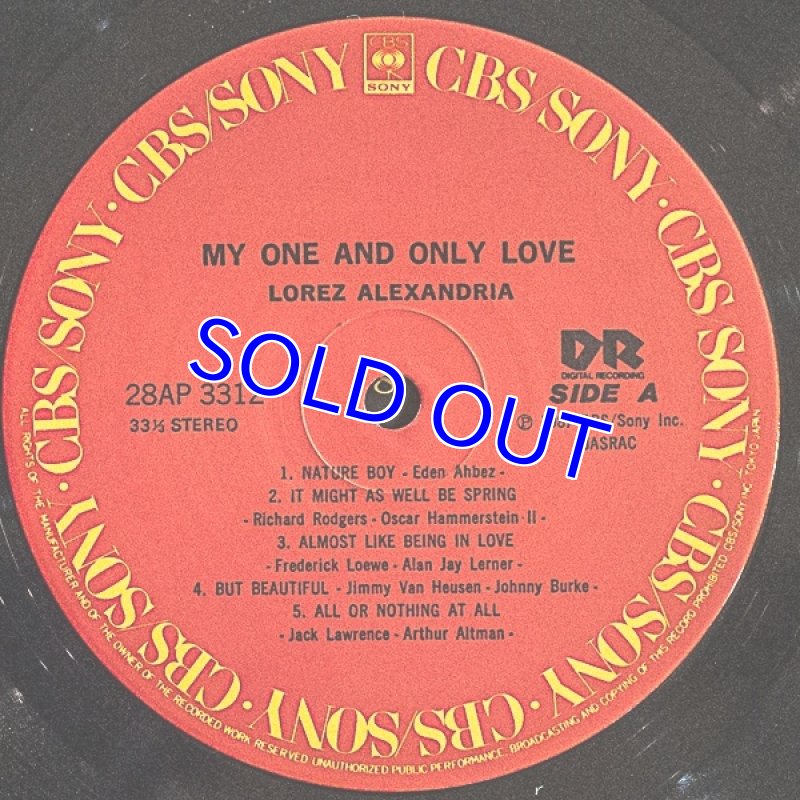 CBS
SONY
CBS/SONY · CBS/SONY · CBS/SONY · CBS/SONY · CBS/SONY · CBS/SONY · CBS/SONY · CBS/SONY
MY ONE AND ONLY LOVE
LOREZ ALEXANDRIA
DR
DIGITAL RECORDING
28AP 3312
SIDE A
33⅓ STEREO
Ⓟ CBS/Sony Inc.
JASRAC
SOLD OUT
1. NATURE BOY - Eden Ahbez -
2. IT MIGHT AS WELL BE SPRING
- Richard Rodgers - Oscar Hammerstein II -
3. ALMOST LIKE BEING IN LOVE
- Frederick Loewe - Alan Jay Lerner -
4. BUT BEAUTIFUL - Jimmy Van Heusen - Johnny Burke -
5. ALL OR NOTHING AT ALL
- Jack Lawrence - Arthur Altman -
ALL RIGHTS OF THE MANUFACTURER AND OF THE OWNER OF THE RECORDED WORK RESERVED UNAUTHORIZED PUBLIC PERFORMANCE, BROADCASTING AND COPYING OF THIS RECORD PROHIBITED CBS/SONY INC. TOKYO JAPAN